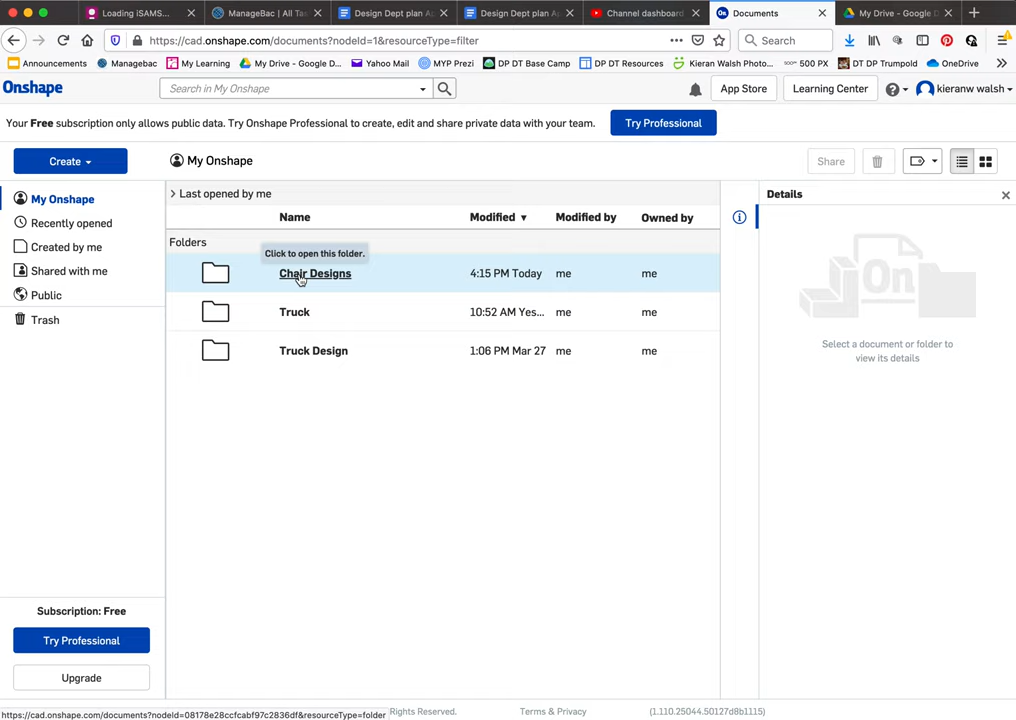 Loading iSAMS...
ManageBac | All Tas
Design Dept plan A
Design Dept plan A
Channel dashboard
Documents
My Drive - Google D
https://cad.onshape.com/documents?nodeId=1&resourceType=filter
Search
Announcements
Managebac
My Learning
My Drive - Google D...
Yahoo Mail
MYP Prezi
DP DT Base Camp
DP DT Resources
Kieran Walsh Photo...
500 PX
DT DP Trumpold
OneDrive
Onshape
Search in My Onshape
App Store
Learning Center
kieranw walsh
Your Free subscription only allows public data. Try Onshape Professional to create, edit and share private data with your team.
Try Professional
Create
My Onshape
Share
My Onshape
Recently opened
Created by me
Shared with me
Public
Trash
Last opened by me
Name Modified Modified by Owned by
Folders
Click to open this folder.
Chair Designs 4:15 PM Today me me
Truck 10:52 AM Yes... me me
Truck Design 1:06 PM Mar 27 me me
Details
On
Select a document or folder to
view its details
Subscription: Free
Try Professional
Upgrade
https://cad.onshape.com/documents?nodeId=08178e28ccfcabf97c2836df&resourceType=folder
Rights Reserved.
Terms & Privacy
(1.110.25044.50127d8b1115)